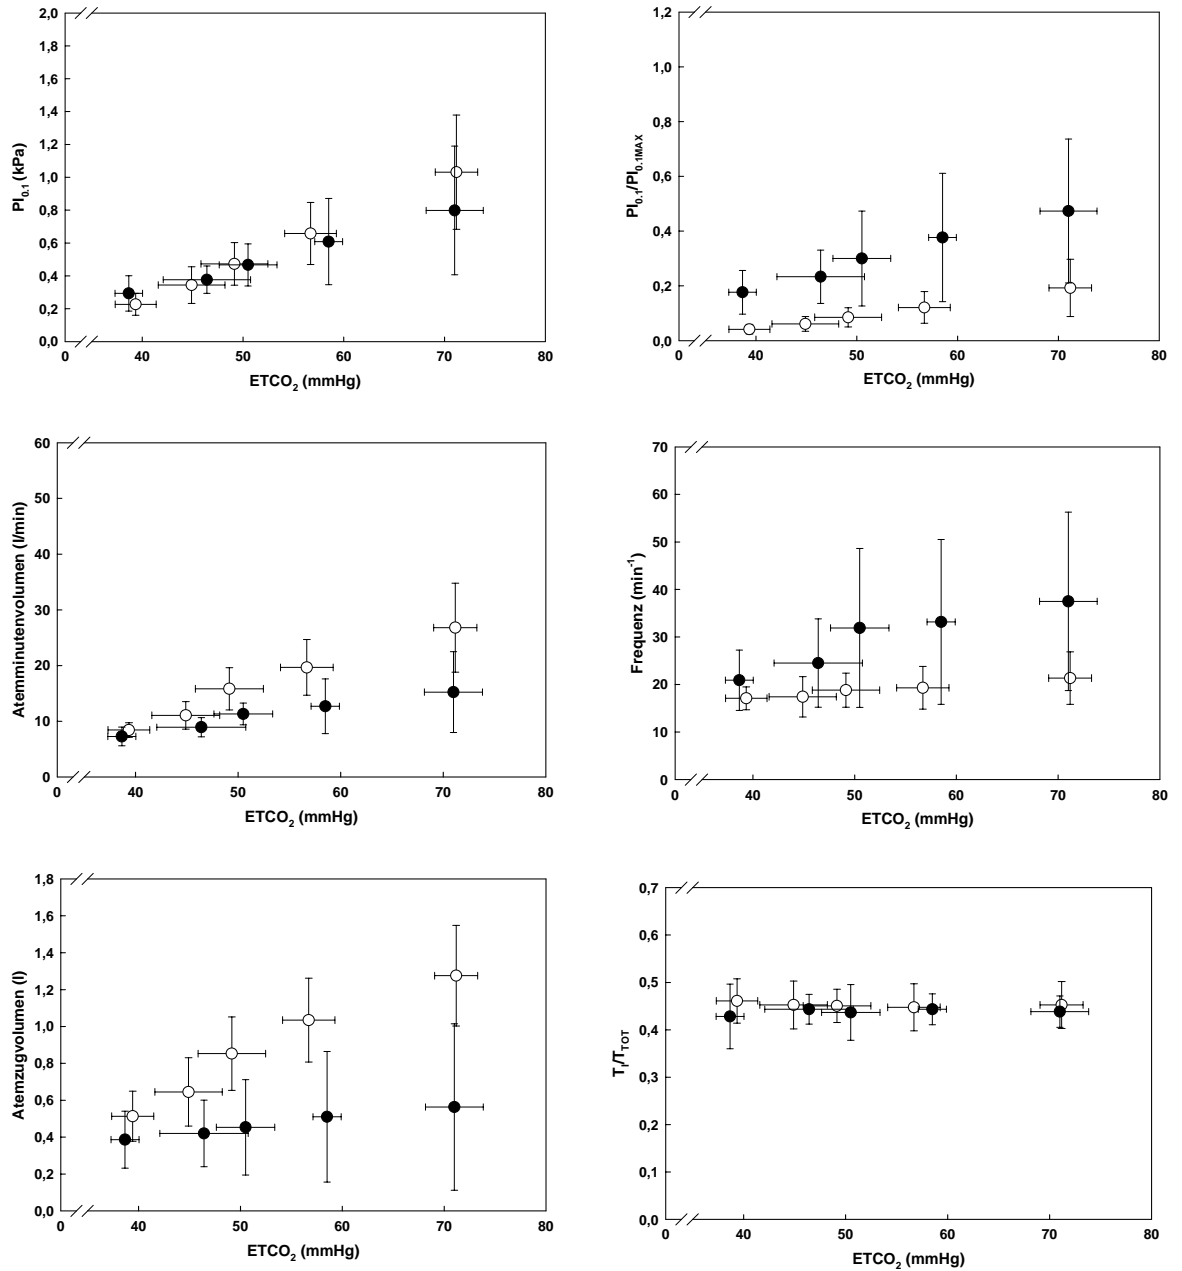 2,0
1,8
1,6
1,4
1,2
1,0
0,8
0,6
0,4
0,2
0,0
PI0.1 (kPa)
0 40 50 60 70 80
ETCO2 (mmHg)
1,2
1,0
0,8
0,6
0,4
0,2
0,0
PI0.1/PI0.1MAX
0 40 50 60 70 80
ETCO2 (mmHg)
60
50
40
30
20
10
0
Atemminutenvolumen (l/min)
0 40 50 60 70 80
ETCO2 (mmHg)
70
60
50
40
30
20
10
0
Frequenz (min-1)
0 40 50 60 70 80
ETCO2 (mmHg)
1,8
1,6
1,4
1,2
1,0
0,8
0,6
0,4
0,2
0,0
Atemzugvolumen (l)
0 40 50 60 70 80
ETCO2 (mmHg)
0,7
0,6
0,5
0,4
0,3
0,2
0,1
0,0
TI/TTOT
0 40 50 60 70 80
ETCO2 (mmHg)